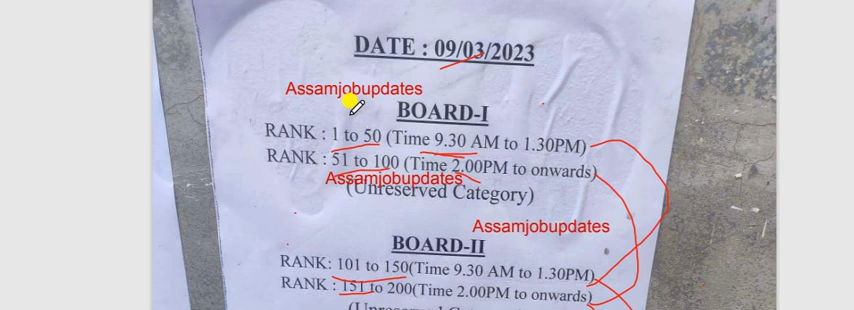 DATE : 09/03/2023
Assamjobupdates
BOARD-I
RANK : 1 to 50 (Time 9.30 AM to 1.30PM)
RANK : 51 to 100 (Time 2.00PM to onwards)
Assamjobupdates
(Unreserved Category)
Assamjobupdates
BOARD-II
RANK: 101 to 150(Time 9.30 AM to 1.30PM)
RANK : 151 to 200(Time 2.00PM to onwards)